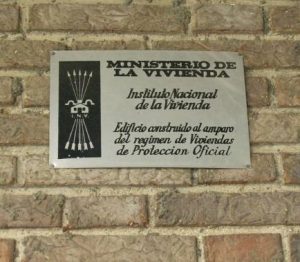 MINISTERIO DE
LA VIVIENDA
Instituto Nacional
de la Vivienda
Edificio construido al amparo
del regimen de Viviendas
de Proteccion Oficial
I.N.V.